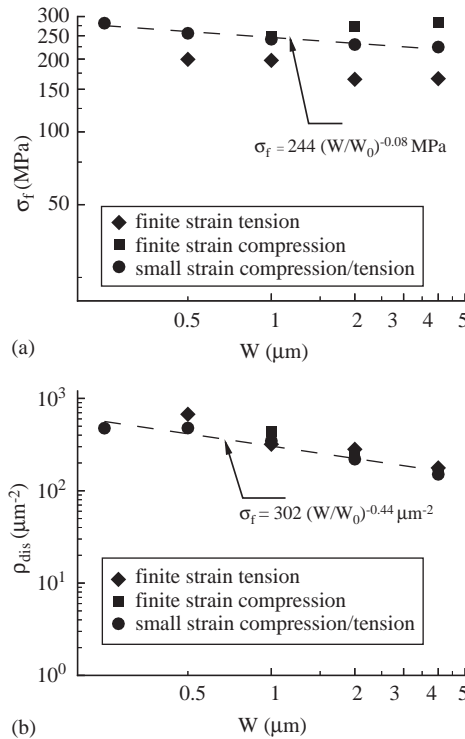 300
250
200
150
100
50
σf (MPa)
σf = 244 (W/W0)-0.08 MPa
finite strain tension
finite strain compression
small strain compression/tension
0.5 1 2 3 4 5
(a)
W (μm)
10³
10²
10¹
10⁰
ρdis (μm-2)
σf = 302 (W/W0)-0.44 μm-2
finite strain tension
finite strain compression
small strain compression/tension
0.5 1 2 3 4 5
(b)
W (μm)